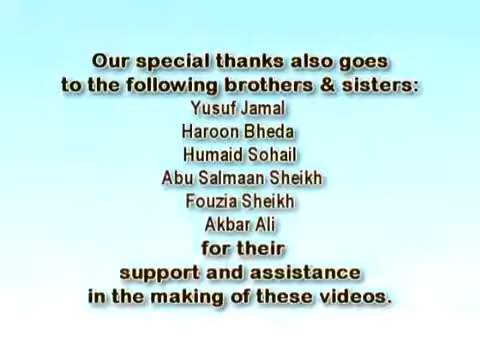 Our special thanks also goes
to the following brothers & sisters:
Yusuf Jamal
Haroon Bheda
Humaid Sohail
Abu Salmaan Sheikh
Fouzia Sheikh
Akbar Ali
for their
support and assistance
in the making of these videos.